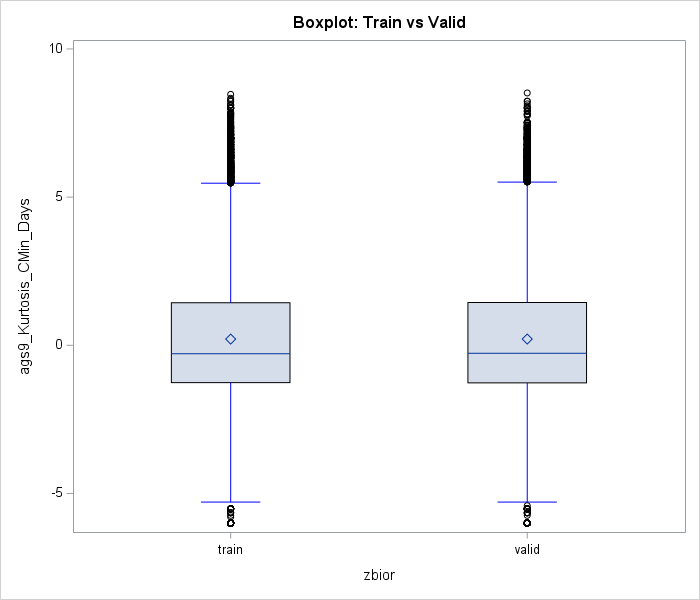 Boxplot: Train vs Valid
10
5
0
-5
ags9_Kurtosis_CMin_Days
train
valid
zbior